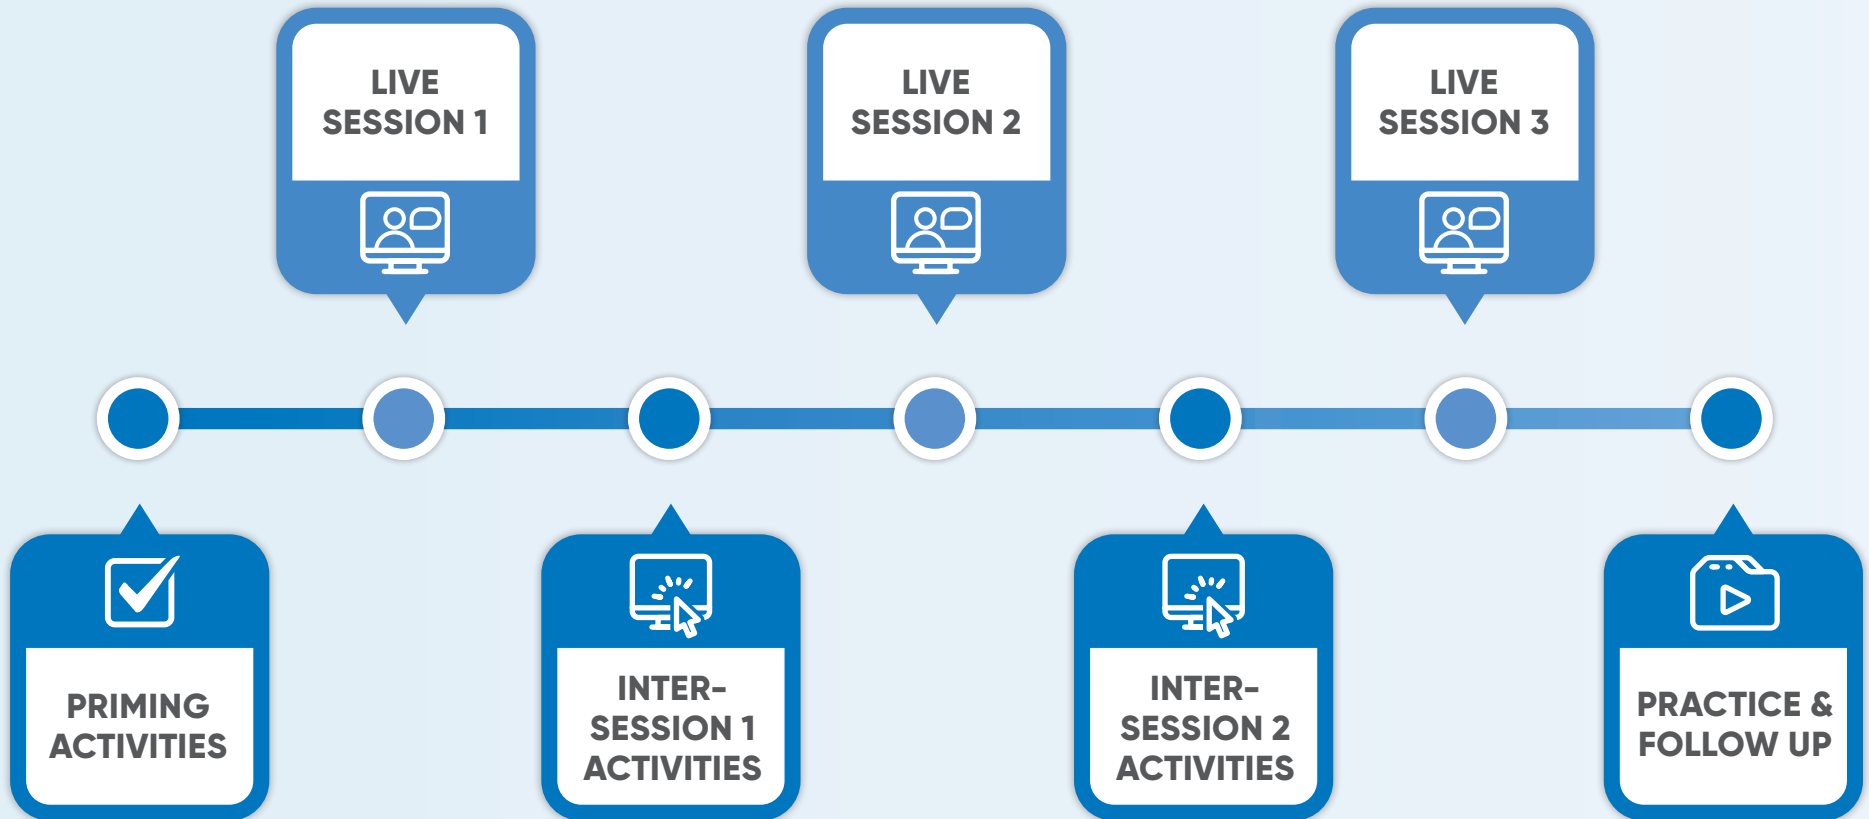 LIVE
SESSION 1
LIVE
SESSION 2
LIVE
SESSION 3
PRIMING
ACTIVITIES
INTER-
SESSION 1
ACTIVITIES
INTER-
SESSION 2
ACTIVITIES
PRACTICE &
FOLLOW UP